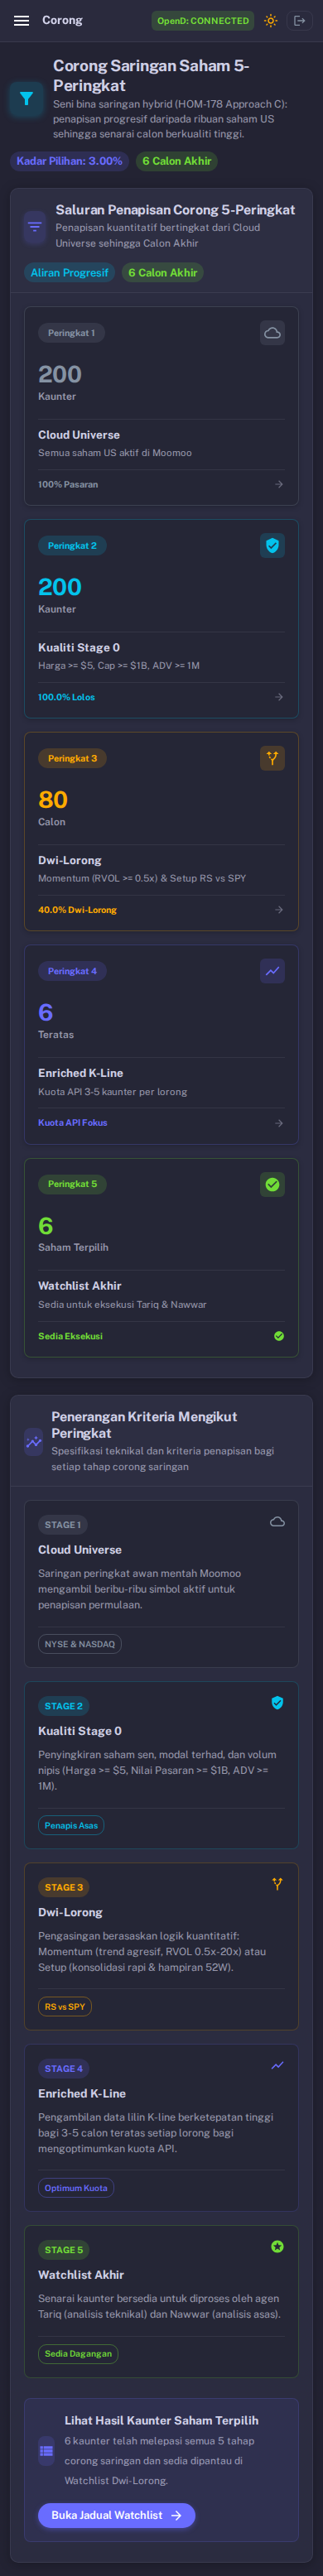 Corong
OpenD: CONNECTED
Corong Saringan Saham 5-
Peringkat
Seni bina saringan hybrid (HOM-178 Approach C):
penapisan progresif daripada ribuan saham US
sehingga senarai calon berkualiti tinggi.
Kadar Pilihan: 3.00%
6 Calon Akhir
Saluran Penapisan Corong 5-Peringkat
Penapisan kuantitatif bertingkat dari Cloud
Universe sehingga Calon Akhir
Aliran Progresif
6 Calon Akhir
Peringkat 1
200
Kaunter
Cloud Universe
Semua saham US aktif di Moomoo
100% Pasaran
Peringkat 2
200
Kaunter
Kualiti Stage 0
Harga >= $5, Cap >= $1B, ADV >= 1M
100.0% Lolos
Peringkat 3
80
Calon
Dwi-Lorong
Momentum (RVOL >= 0.5x) & Setup RS vs SPY
40.0% Dwi-Lorong
Peringkat 4
6
Teratas
Enriched K-Line
Kuota API 3-5 kaunter per lorong
Kuota API Fokus
Peringkat 5
6
Saham Terpilih
Watchlist Akhir
Sedia untuk eksekusi Tariq & Nawwar
Sedia Eksekusi
Penerangan Kriteria Mengikut
Peringkat
Spesifikasi teknikal dan kriteria penapisan bagi
setiap tahap corong saringan
STAGE 1
Cloud Universe
Saringan peringkat awan mentah Moomoo
mengambil beribu-ribu simbol aktif untuk
penapisan permulaan.
NYSE & NASDAQ
STAGE 2
Kualiti Stage 0
Penyingkiran saham sen, modal terhad, dan volum
nipis (Harga >= $5, Nilai Pasaran >= $1B, ADV >=
1M).
Penapis Asas
STAGE 3
Dwi-Lorong
Pengasingan berasaskan logik kuantitatif:
Momentum (trend agresif, RVOL 0.5x-20x) atau
Setup (konsolidasi rapi & hampiran 52W).
RS vs SPY
STAGE 4
Enriched K-Line
Pengambilan data lilin K-line berketepatan tinggi
bagi 3-5 calon teratas setiap lorong bagi
mengoptimumkan kuota API.
Optimum Kuota
STAGE 5
Watchlist Akhir
Senarai kaunter bersedia untuk diproses oleh agen
Tariq (analisis teknikal) dan Nawwar (analisis asas).
Sedia Dagangan
Lihat Hasil Kaunter Saham Terpilih
6 kaunter telah melepasi semua 5 tahap
corong saringan dan sedia dipantau di
Watchlist Dwi-Lorong.
Buka Jadual Watchlist